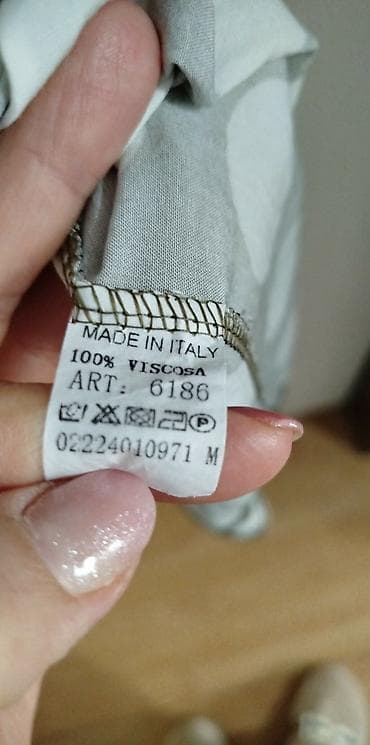 MADE IN ITALY
100% VISCOSA
ART: 6186
P
02224010971 M